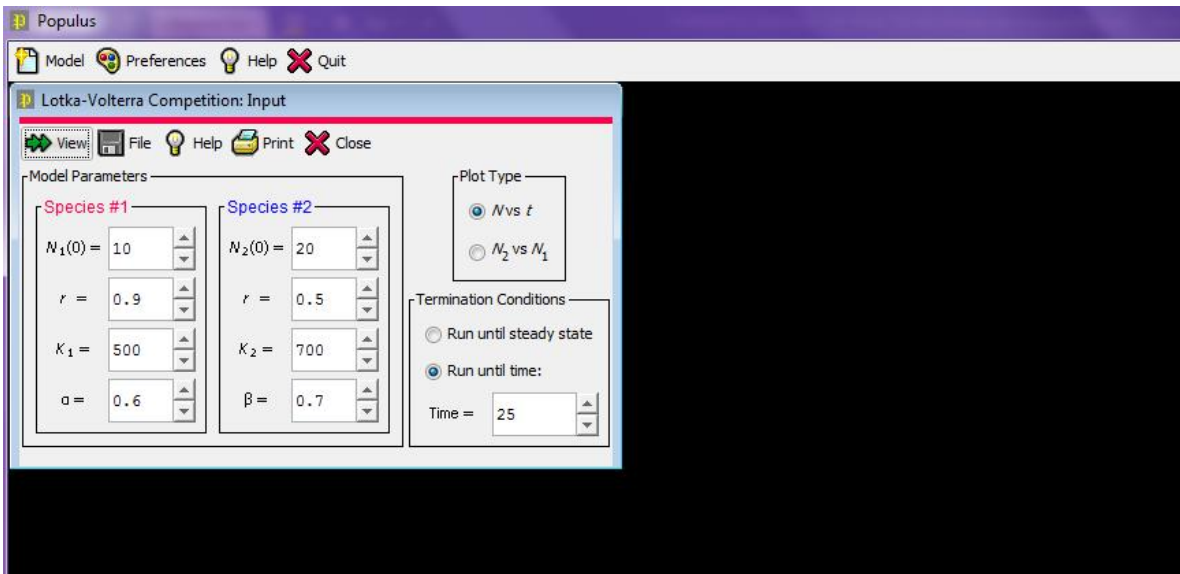 Populus
Model Preferences Help Quit
Lotka-Volterra Competition: Input
View File Help Print Close
Model Parameters
Species #1
N₁(0) = 10
r = 0.9
K₁ = 500
α = 0.6
Species #2
N₂(0) = 20
r = 0.5
K₂ = 700
β = 0.7
Plot Type
N vs t
N₂ vs N₁
Termination Conditions
Run until steady state
Run until time:
Time = 25